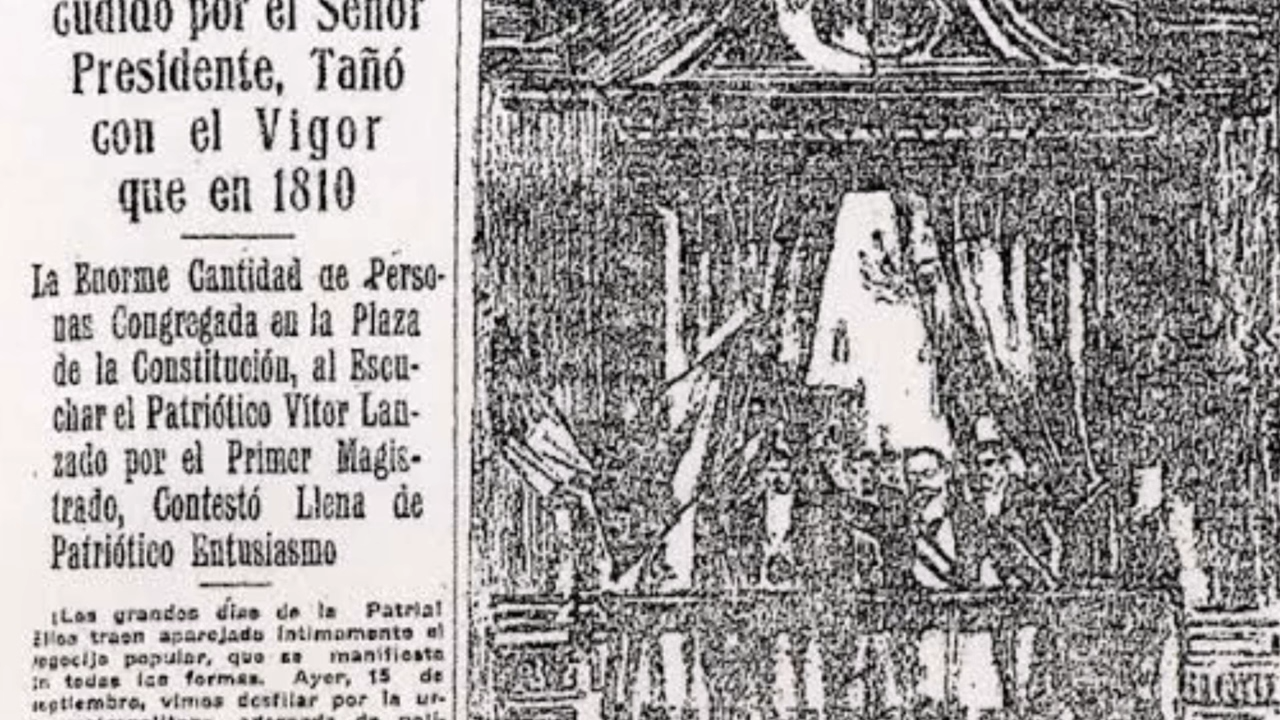 cudido por el Señor
Presidente, Tañó
con el Vigor
que en 1810
La Enorme Cantidad de Perso-
nas Congregada en la Plaza
de la Constitución, al Escu-
char el Patriótico Vítor Lan-
zado por el Primer Magis-
trado, Contestó Llena de
Patriótico Entusiasmo
¡Los grandes días de la Patria!
Ellos traen aparejado íntimamente el
regocijo popular, que se manifiesta
in todas las formas. Ayer, 15 de
septiembre, vimos desfilar por la ur-